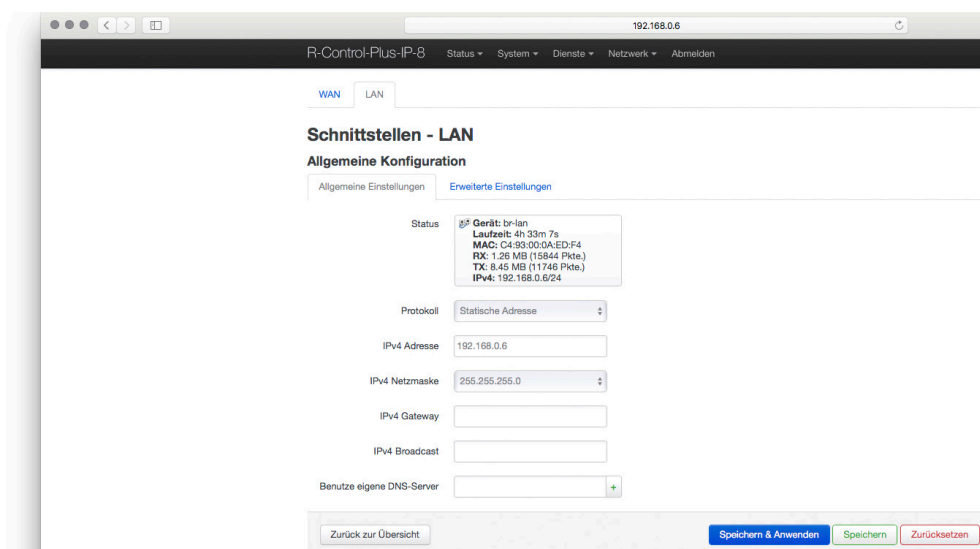 192.168.0.6
R-Control-Plus-IP-8 Status System Dienste Netzwerk Abmelden
WAN LAN
Schnittstellen - LAN
Allgemeine Konfiguration
Allgemeine Einstellungen Erweiterte Einstellungen
Status
Gerät: br-lan
Laufzeit: 4h 33m 7s
MAC: C4:93:00:0A:ED:F4
RX: 1.26 MB (15844 Pkte.)
TX: 8.45 MB (11746 Pkte.)
IPv4: 192.168.0.6/24
Protokoll Statische Adresse
IPv4 Adresse 192.168.0.6
IPv4 Netzmaske 255.255.255.0
IPv4 Gateway
IPv4 Broadcast
Benutze eigene DNS-Server +
Zurück zur Übersicht Speichern & Anwenden Speichern Zurücksetzen